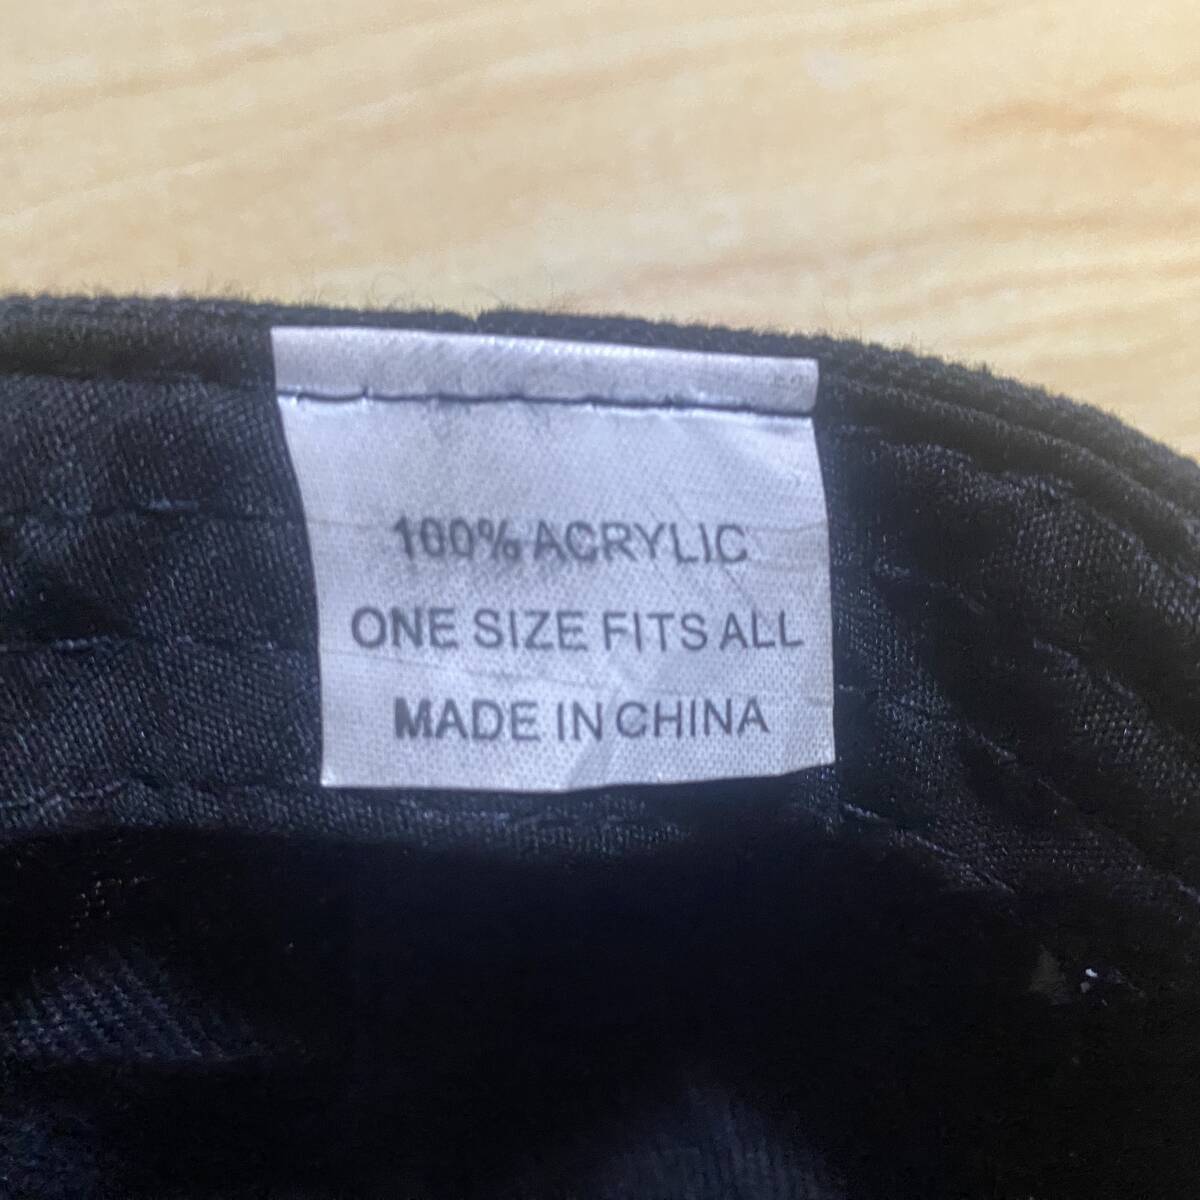 100% ACRYLIC
ONE SIZE FITS ALL
MADE IN CHINA